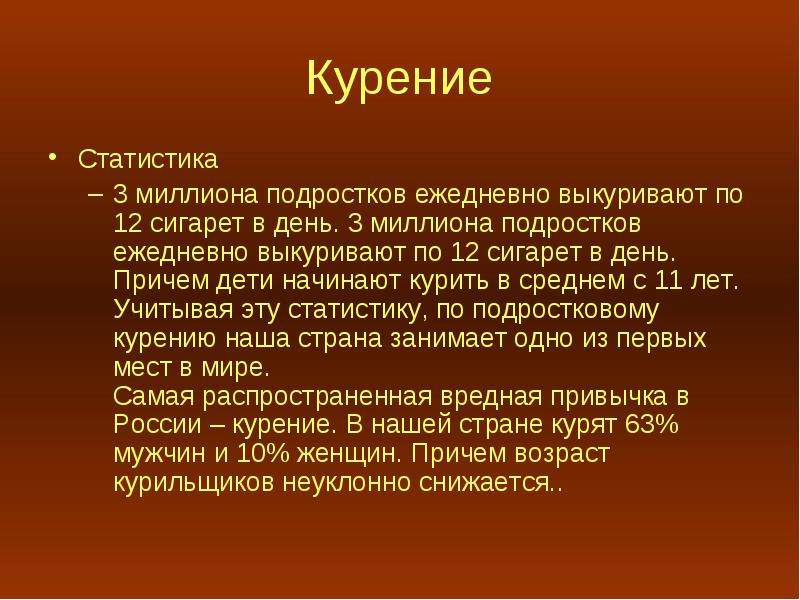 Курение
• Статистика
– 3 миллиона подростков ежедневно выкуривают по
12 сигарет в день. 3 миллиона подростков
ежедневно выкуривают по 12 сигарет в день.
Причем дети начинают курить в среднем с 11 лет.
Учитывая эту статистику, по подростковому
курению наша страна занимает одно из первых
мест в мире.
Самая распространенная вредная привычка в
России – курение. В нашей стране курят 63%
мужчин и 10% женщин. Причем возраст
курильщиков неуклонно снижается..